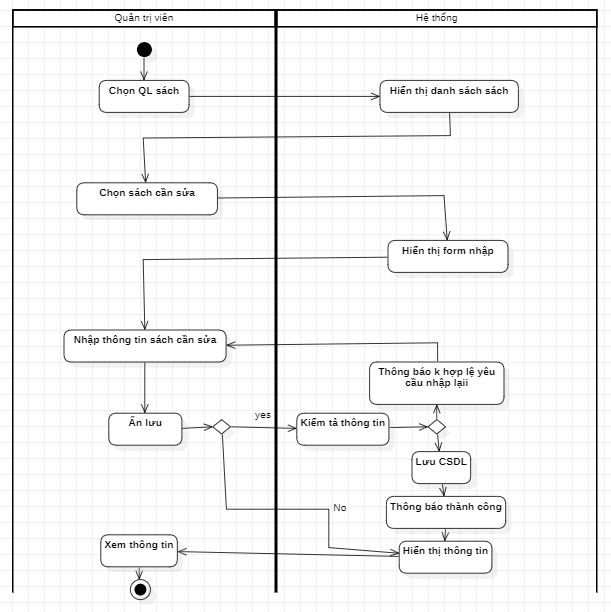 Quản trị viên
Hệ thống
Chọn QL sách
Hiển thị danh sách sách
Chọn sách cần sửa
Hiển thị form nhập
Nhập thông tin sách cần sửa
Thông báo k hợp lệ yêu
cầu nhập lạii
Ấn lưu
yes
Kiểm tả thông tin
Lưu CSDL
Thông báo thành công
No
Xem thông tin
Hiển thị thông tin